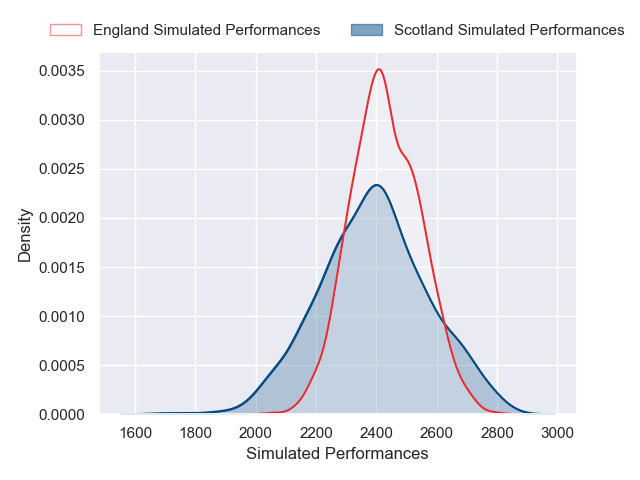 England Simulated Performances
Scotland Simulated Performances
0.0035
0.0030
0.0025
0.0020
0.0015
0.0010
0.0005
0.0000
Density
1600 1800 2000 2200 2400 2600 2800 3000
Simulated Performances